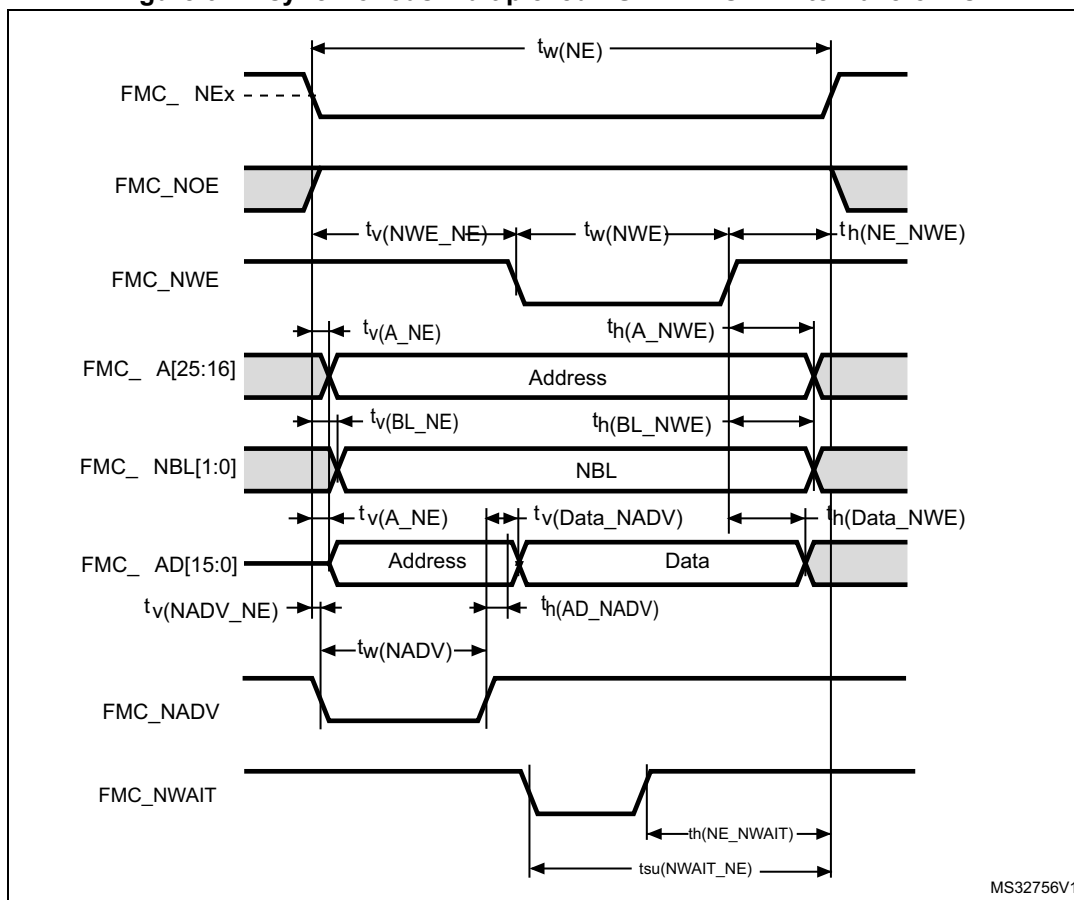 tw(NE)
FMC_ NEx
FMC_NOE
tv(NWE_NE)
tw(NWE)
th(NE_NWE)
FMC_NWE
tv(A_NE)
th(A_NWE)
FMC_ A[25:16]
Address
tv(BL_NE)
th(BL_NWE)
FMC_ NBL[1:0]
NBL
tv(A_NE)
tv(Data_NADV)
th(Data_NWE)
FMC_ AD[15:0]
Address
Data
tv(NADV_NE)
th(AD_NADV)
tw(NADV)
FMC_NADV
FMC_NWAIT
th(NE_NWAIT)
tsu(NWAIT_NE)
MS32756V1